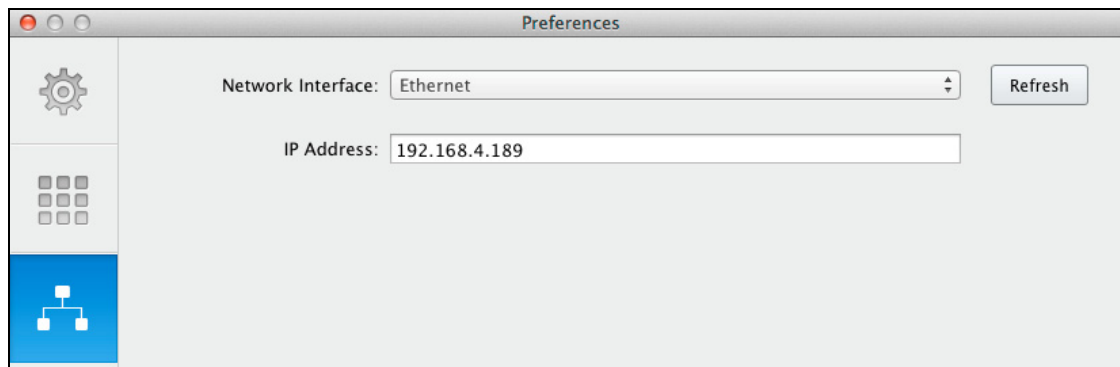 Preferences
Network Interface: Ethernet Refresh
IP Address: 192.168.4.189